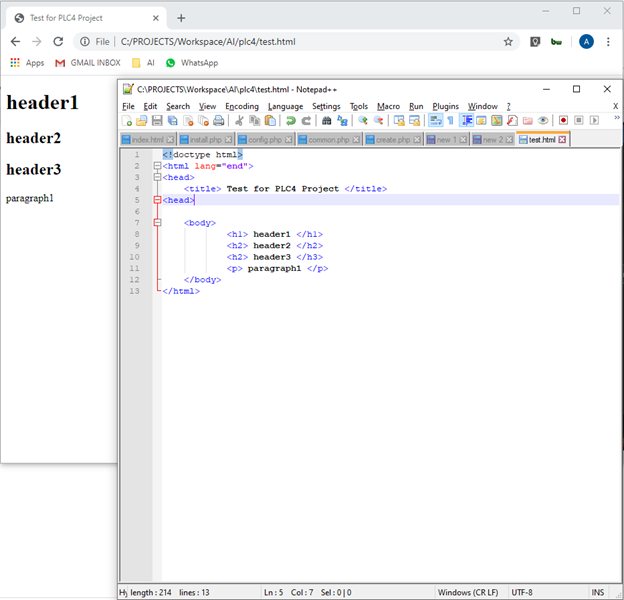 Test for PLC4 Project
File | C:/PROJECTS/Workspace/AI/plc4/test.html
A
Apps GMAIL INBOX AI WhatsApp
header1
header2
header3
paragraph1
C:\PROJECTS\Workspace\AI\plc4\test.html - Notepad++
File Edit Search View Encoding Language Settings Tools Macro Run Plugins Window ? X
index.html install.php config.php common.php create.php new 1 new 2 test.html
1 <!doctype html>
2 <html lang="end">
3 <head>
4 <title> Test for PLC4 Project </title>
5 <head>
6
7 <body>
8 <h1> header1 </h1>
9 <h2> header2 </h2>
10 <h2> header3 </h3>
11 <p> paragraph1 </p>
12 </body>
13 </html>
Hy length : 214 lines : 13 Ln : 5 Col : 7 Sel : 0 | 0 Windows (CR LF) UTF-8 INS